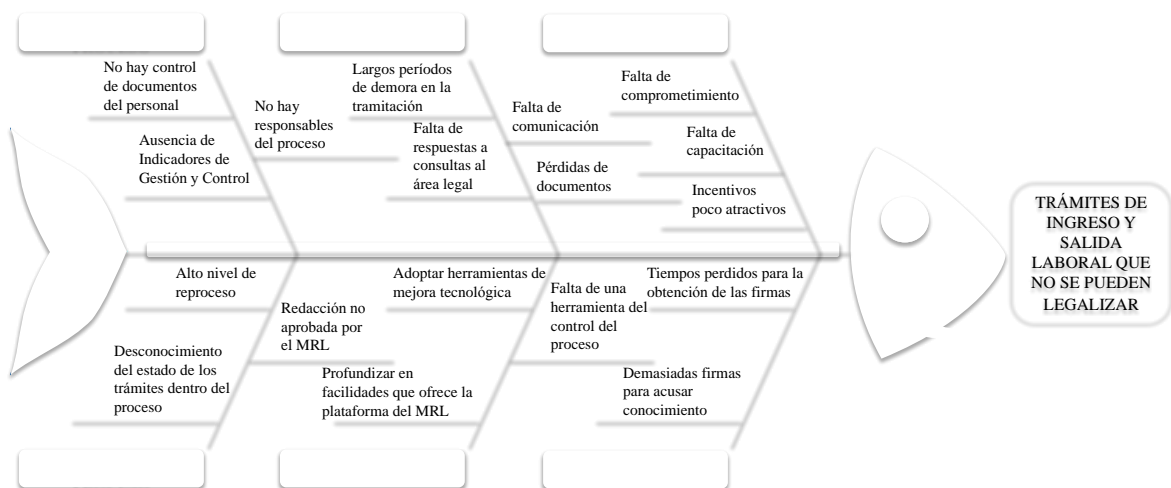 No hay control
de documentos
del personal
Ausencia de
Indicadores de
Gestión y Control
No hay
responsables
del proceso
Largos períodos
de demora en la
tramitación
Falta de
respuestas a
consultas al
área legal
Falta de
comunicación
Pérdidas de
documentos
Falta de
comprometimiento
Falta de
capacitación
Incentivos
poco atractivos
TRÁMITES DE
INGRESO Y
SALIDA
LABORAL QUE
NO SE PUEDEN
LEGALIZAR
Alto nivel de
reproceso
Desconocimiento
del estado de los
trámites dentro del
proceso
Redacción no
aprobada por
el MRL
Adoptar herramientas de
mejora tecnológica
Profundizar en
facilidades que ofrece la
plataforma del MRL
Falta de una
herramienta del
control del
proceso
Tiempos perdidos para la
obtención de las firmas
Demasiadas firmas
para acusar
conocimiento